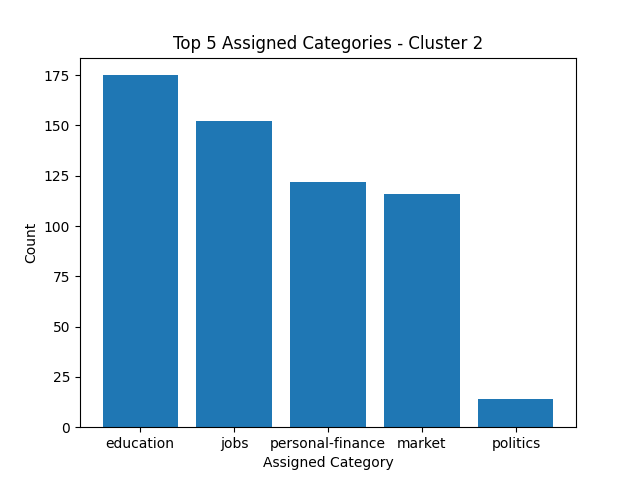 Top 5 Assigned Categories - Cluster 2
175
150
125
100
75
50
25
0
Count
education jobs personal-finance market politics
Assigned Category